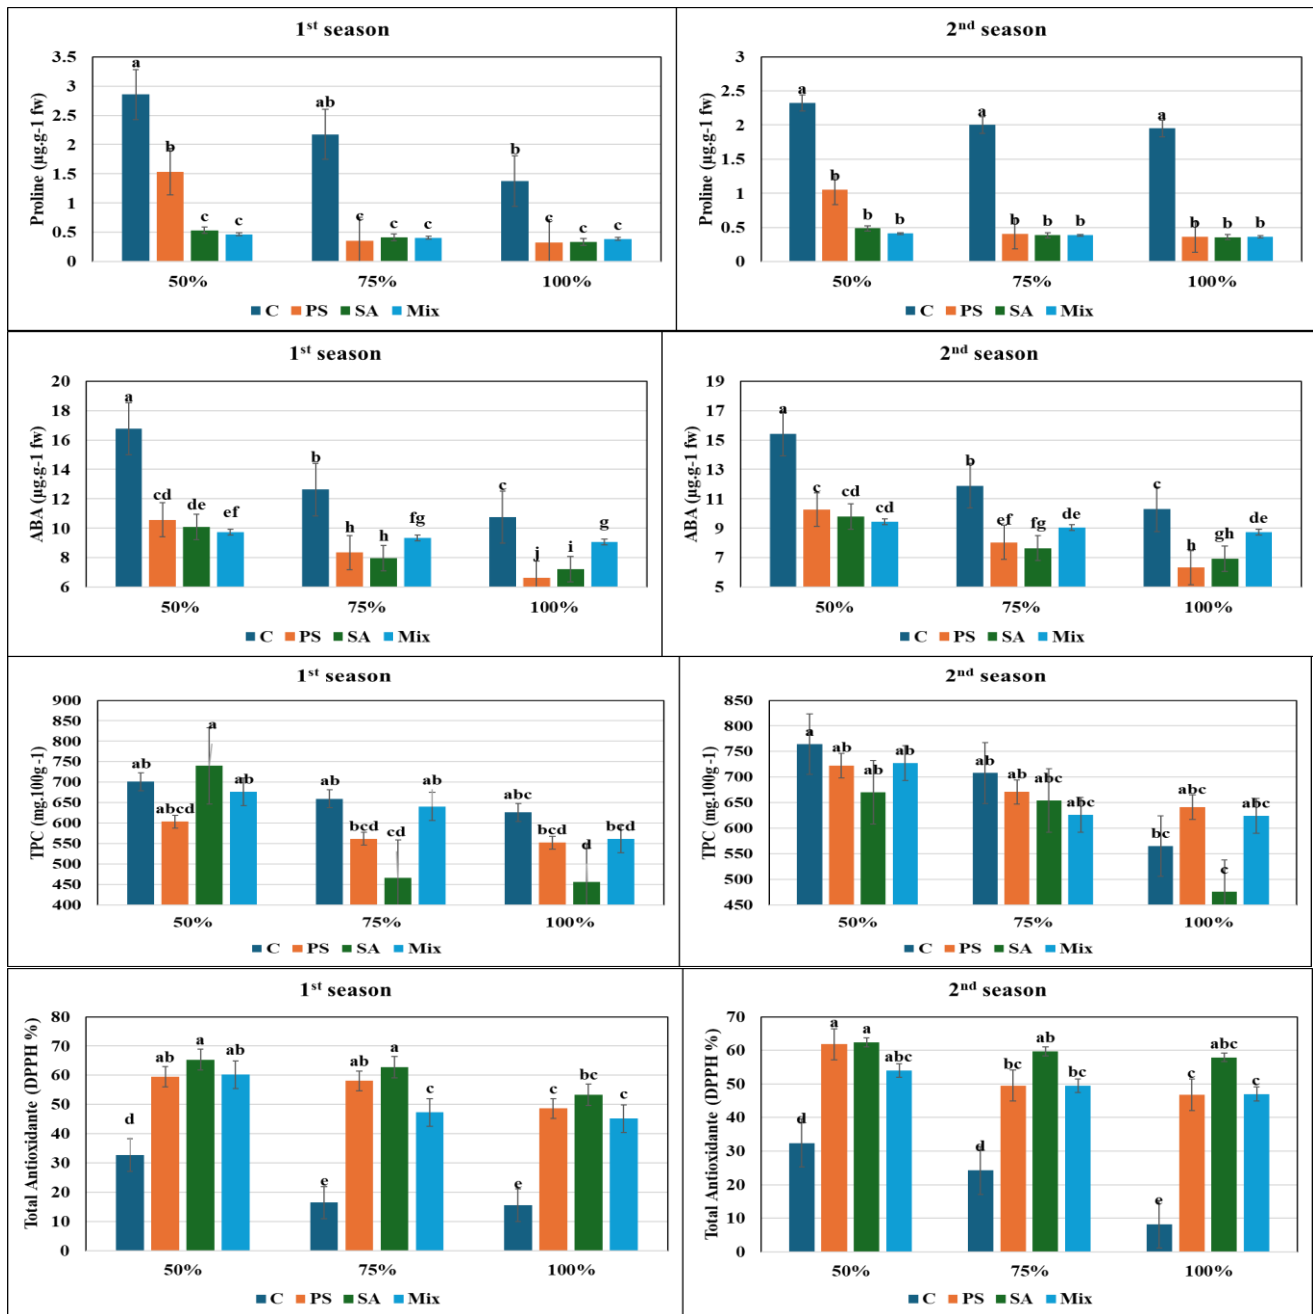 1st season
Proline (µg.g-1 fw)
3.5
3
2.5
2
1.5
1
0.5
0
a
b
c
c
ab
c
c
c
b
c
c
c
50%
75%
100%
C PS SA Mix
2nd season
Proline (µg.g-1 fw)
3
2.5
2
1.5
1
0.5
0
a
b
b
b
a
b
b
b
a
b
b
b
50%
75%
100%
C PS SA Mix
1st season
ABA (µg.g-1 fw)
20
18
16
14
12
10
8
6
a
cd
de
ef
b
h
h
fg
c
j
i
g
50%
75%
100%
C PS SA Mix
2nd season
ABA (µg.g-1 fw)
19
17
15
13
11
9
7
5
a
c
cd
cd
b
ef
fg
de
c
h
gh
de
50%
75%
100%
C PS SA Mix
1st season
TPC (mg.100g-1)
900
850
800
750
700
650
600
550
500
450
400
ab
abcd
a
ab
ab
bcd
cd
ab
ab
bcd
d
bcd
50%
75%
100%
C PS SA Mix
2nd season
TPC (mg.100g-1)
850
800
750
700
650
600
550
500
450
a
ab
ab
ab
ab
ab
ab
abc
bc
abc
c
abc
50%
75%
100%
C PS SA Mix
1st season
Total Antioxidante (DPPH %)
80
70
60
50
40
30
20
10
0
d
ab
a
ab
e
ab
a
c
e
c
bc
c
50%
75%
100%
C PS SA Mix
2nd season
Total Antioxidante (DPPH %)
70
60
50
40
30
20
10
0
d
a
a
abc
d
bc
ab
bc
e
c
abc
c
50%
75%
100%
C PS SA Mix